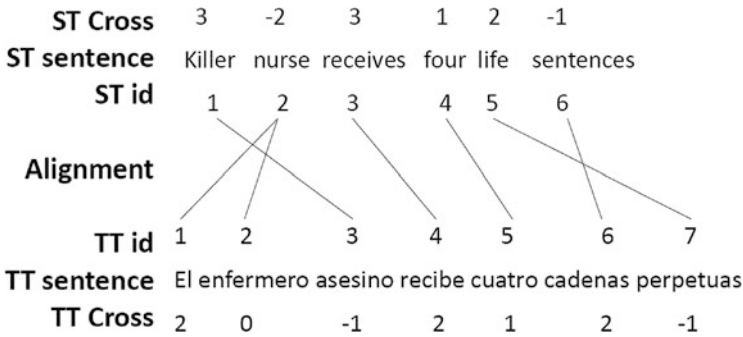 ST Cross 3 -2 3 1 2 -1
ST sentence Killer nurse receives four life sentences
ST id 1 2 3 4 5 6
Alignment
TT id 1 2 3 4 5 6 7
TT sentence El enfermero asesino recibe cuatro cadenas perpetuas
TT Cross 2 0 -1 2 1 2 -1